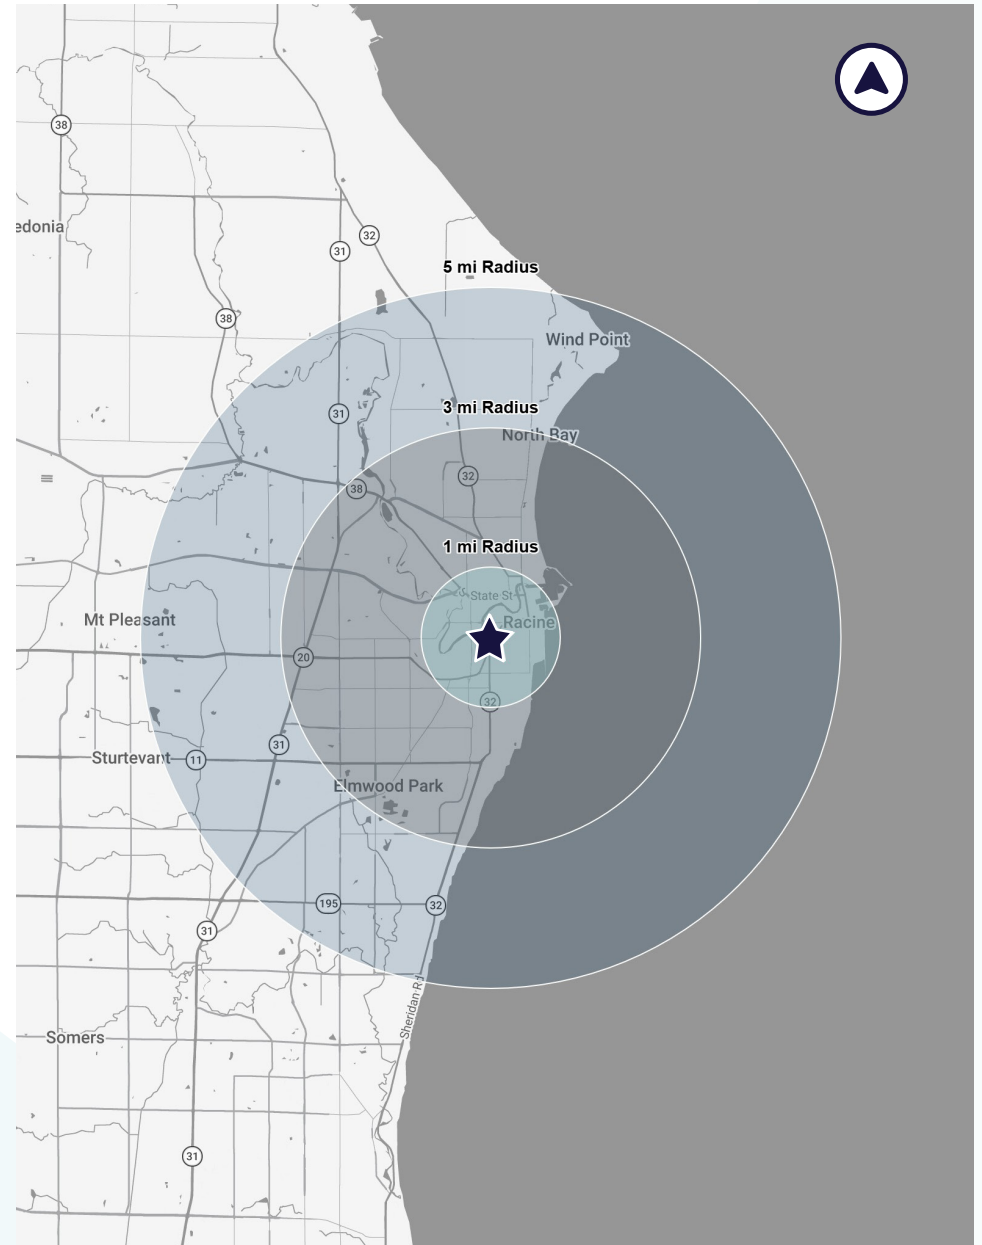 38
edonia
32
31
5 mi Radius
38
Wind Point
3 mi Radius
31
North Bay
32
38
1 mi Radius
State St
Mt Pleasant
Racine
20
32
31
Sturtevant
11
Elmwood Park
195
32
31
Sheridan Rd
Somers
31